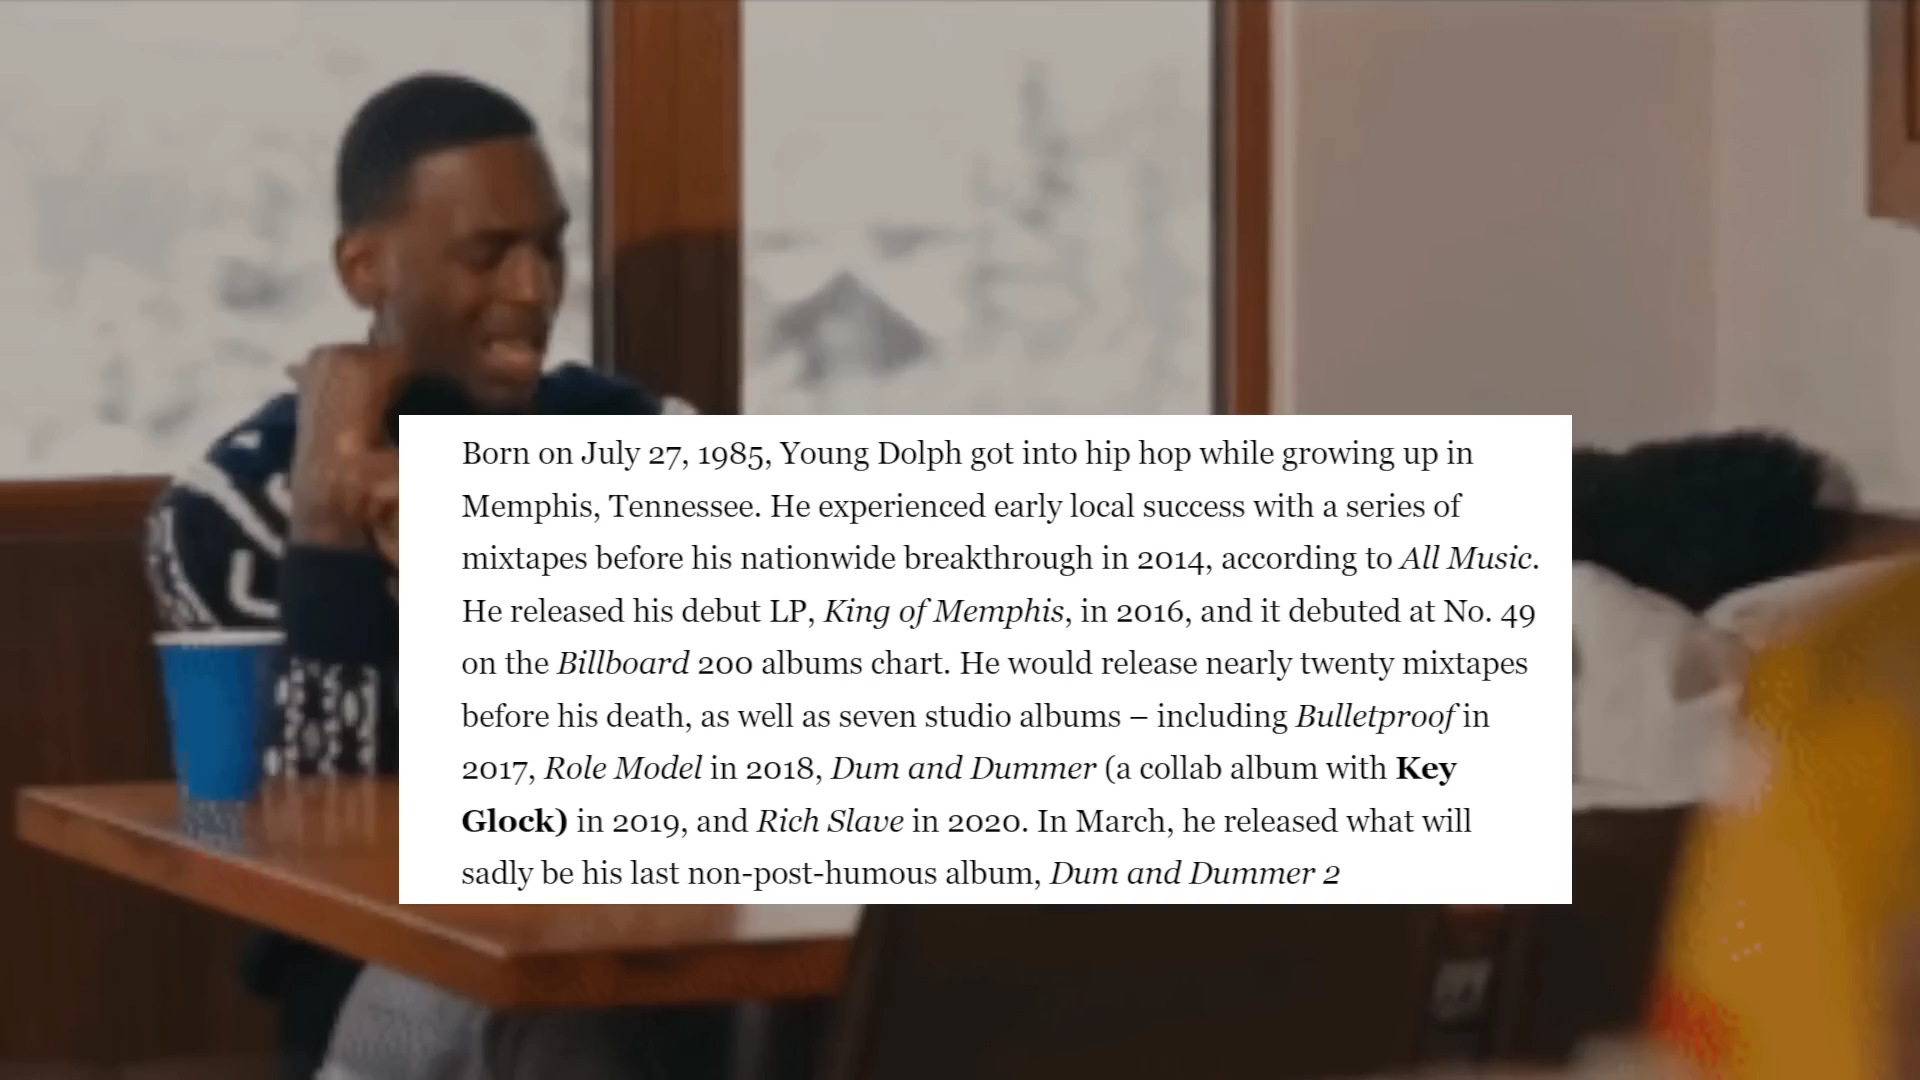 Born on July 27, 1985, Young Dolph got into hip hop while growing up in
Memphis, Tennessee. He experienced early local success with a series of
mixtapes before his nationwide breakthrough in 2014, according to All Music.
He released his debut LP, King of Memphis, in 2016, and it debuted at No. 49
on the Billboard 200 albums chart. He would release nearly twenty mixtapes
before his death, as well as seven studio albums – including Bulletproof in
2017, Role Model in 2018, Dum and Dummer (a collab album with Key
Glock) in 2019, and Rich Slave in 2020. In March, he released what will
sadly be his last non-post-humous album, Dum and Dummer 2